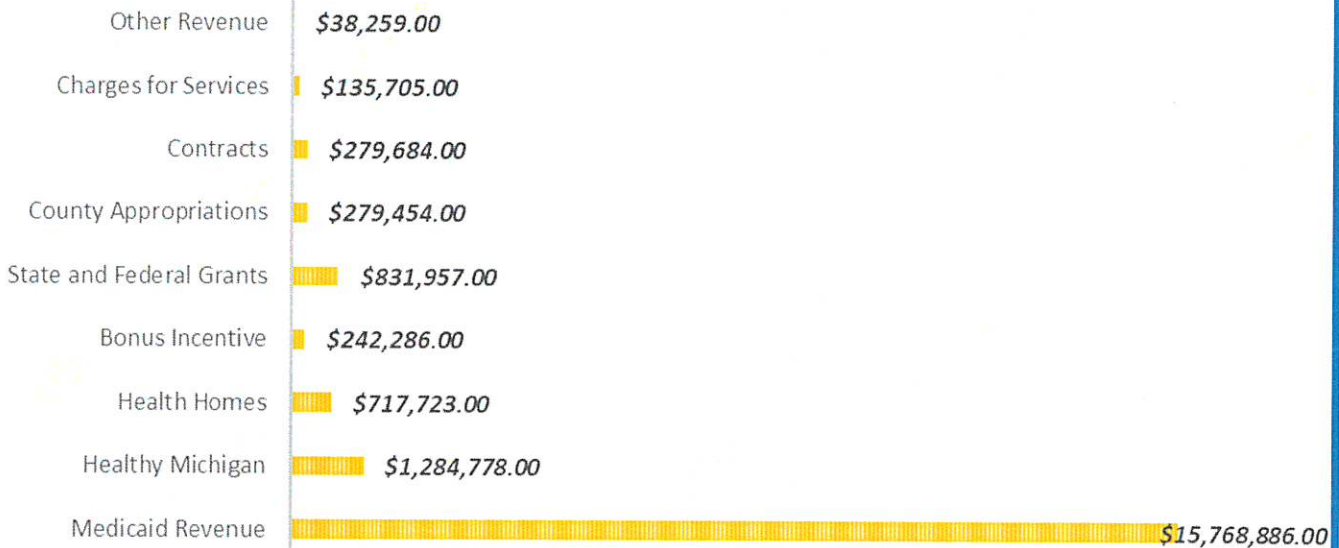 Other Revenue $38,259.00
Charges for Services $135,705.00
Contracts $279,684.00
County Appropriations $279,454.00
State and Federal Grants $831,957.00
Bonus Incentive $242,286.00
Health Homes $717,723.00
Healthy Michigan $1,284,778.00
Medicaid Revenue $15,768,886.00